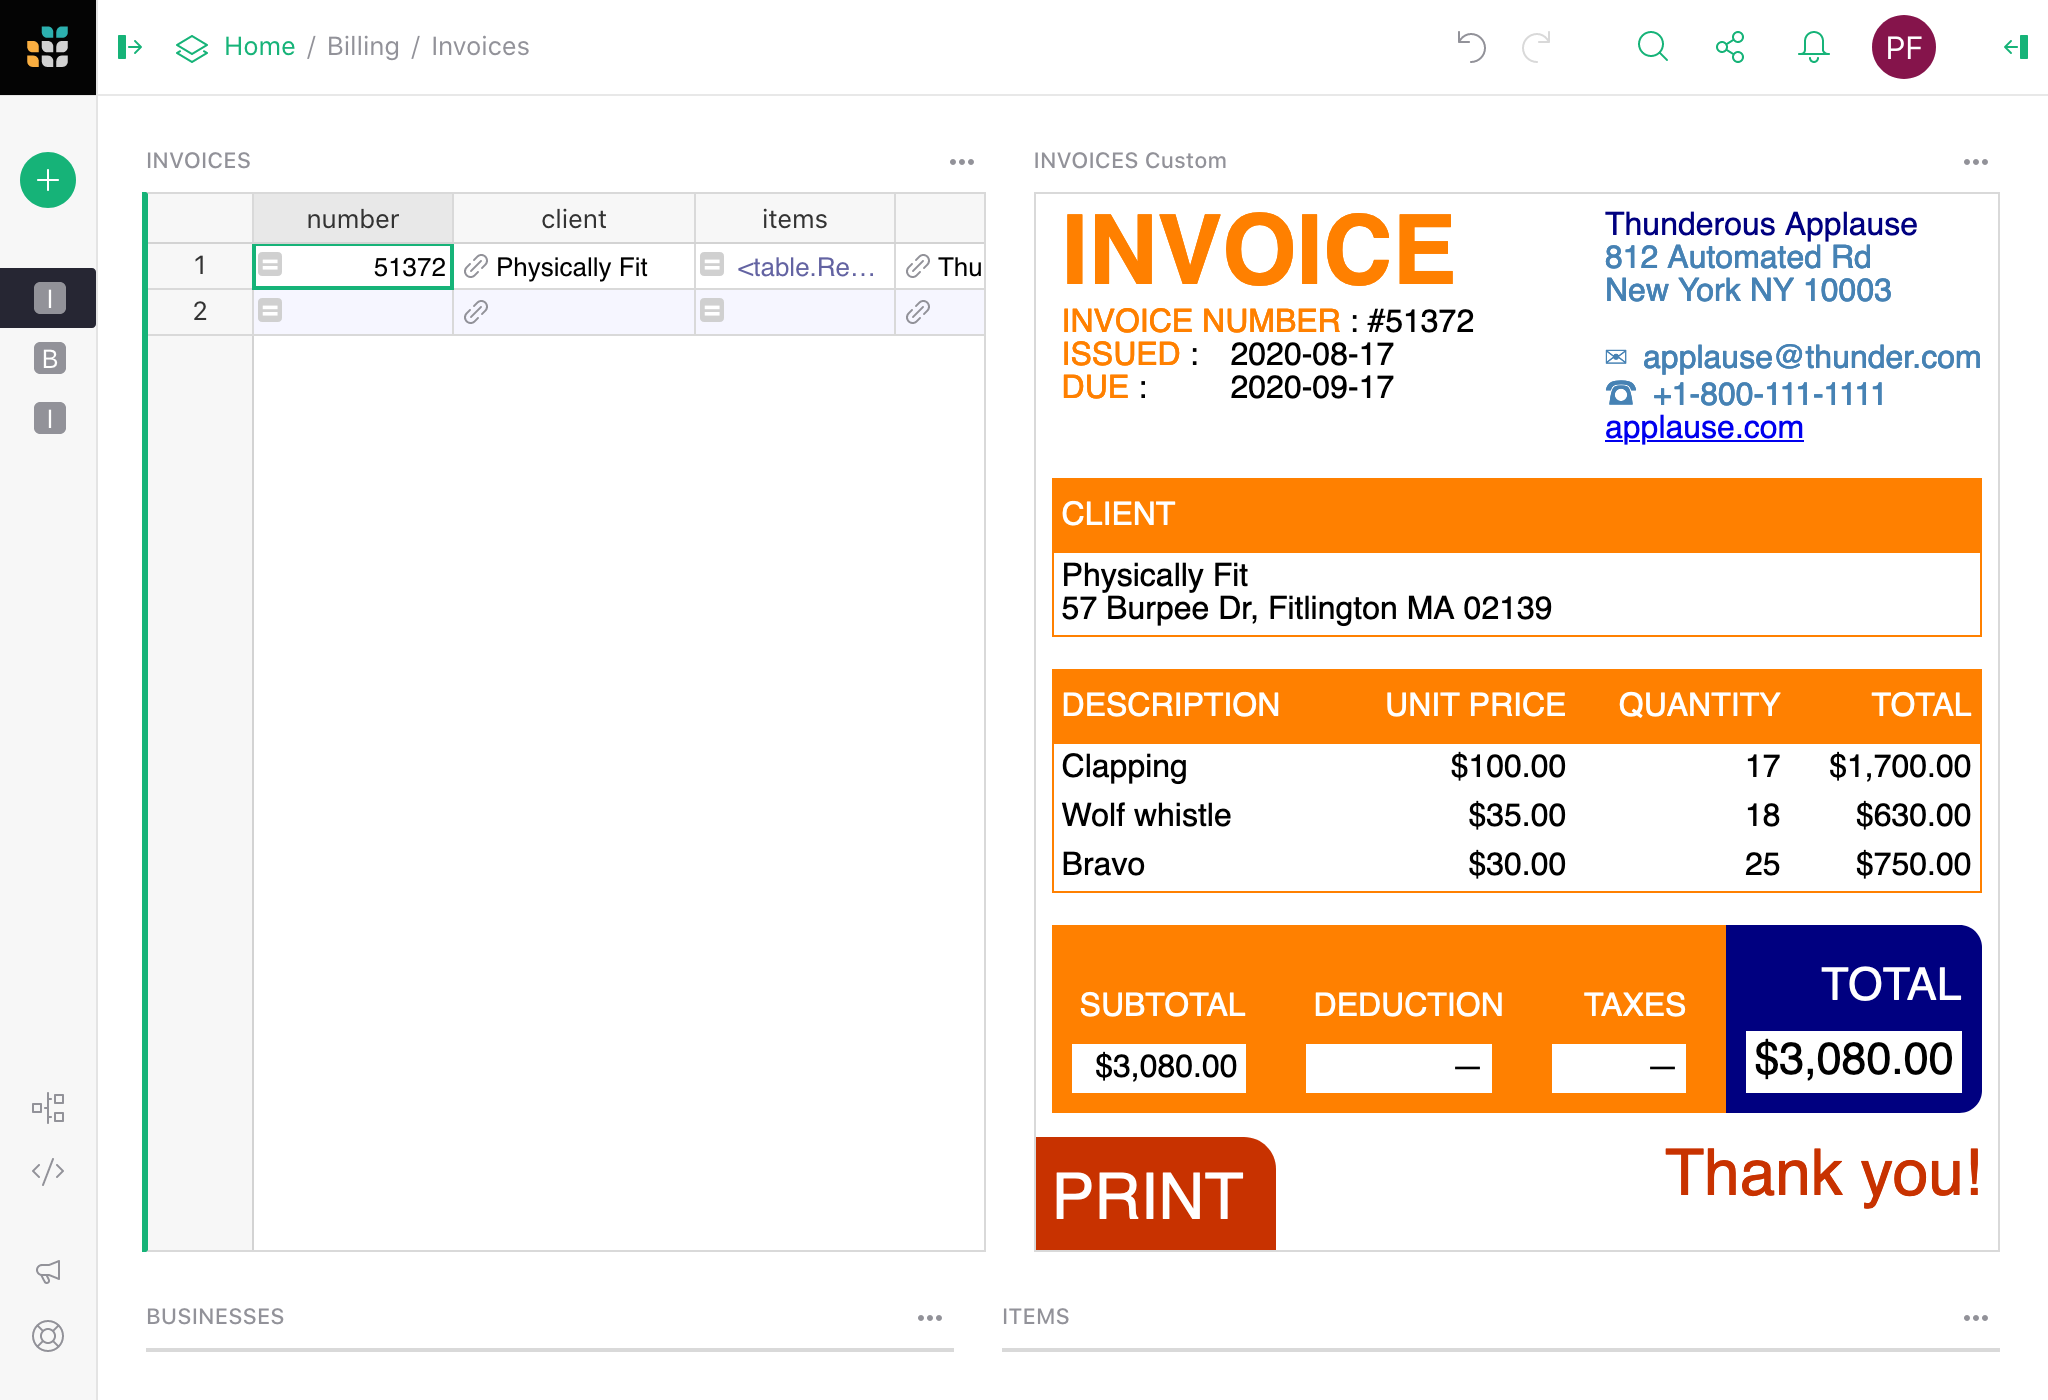 Home / Billing / Invoices
PF
I
B
I
INVOICES
number client items
1 51372 Physically Fit <table.Re... Thu
2
INVOICES Custom
INVOICE
INVOICE NUMBER : #51372
ISSUED : 2020-08-17
DUE : 2020-09-17
Thunderous Applause
812 Automated Rd
New York NY 10003
✉ applause@thunder.com
☎ +1-800-111-1111
applause.com
CLIENT
Physically Fit
57 Burpee Dr, Fitlington MA 02139
DESCRIPTION UNIT PRICE QUANTITY TOTAL
Clapping $100.00 17 $1,700.00
Wolf whistle $35.00 18 $630.00
Bravo $30.00 25 $750.00
SUBTOTAL DEDUCTION TAXES TOTAL
$3,080.00 — — $3,080.00
PRINT
Thank you!
BUSINESSES
ITEMS